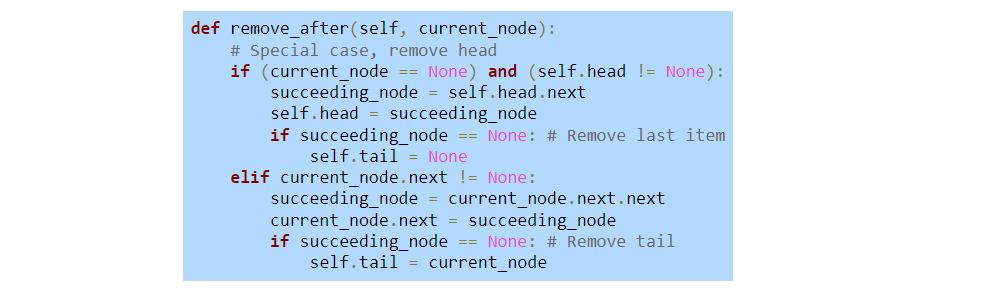 def remove_after(self, current_node):
    # Special case, remove head
    if (current_node == None) and (self.head != None):
        succeeding_node = self.head.next
        self.head = succeeding_node
        if succeeding_node == None: # Remove last item
            self.tail = None
    elif current_node.next != None:
        succeeding_node = current_node.next.next
        current_node.next = succeeding_node
        if succeeding_node == None: # Remove tail
            self.tail = current_node